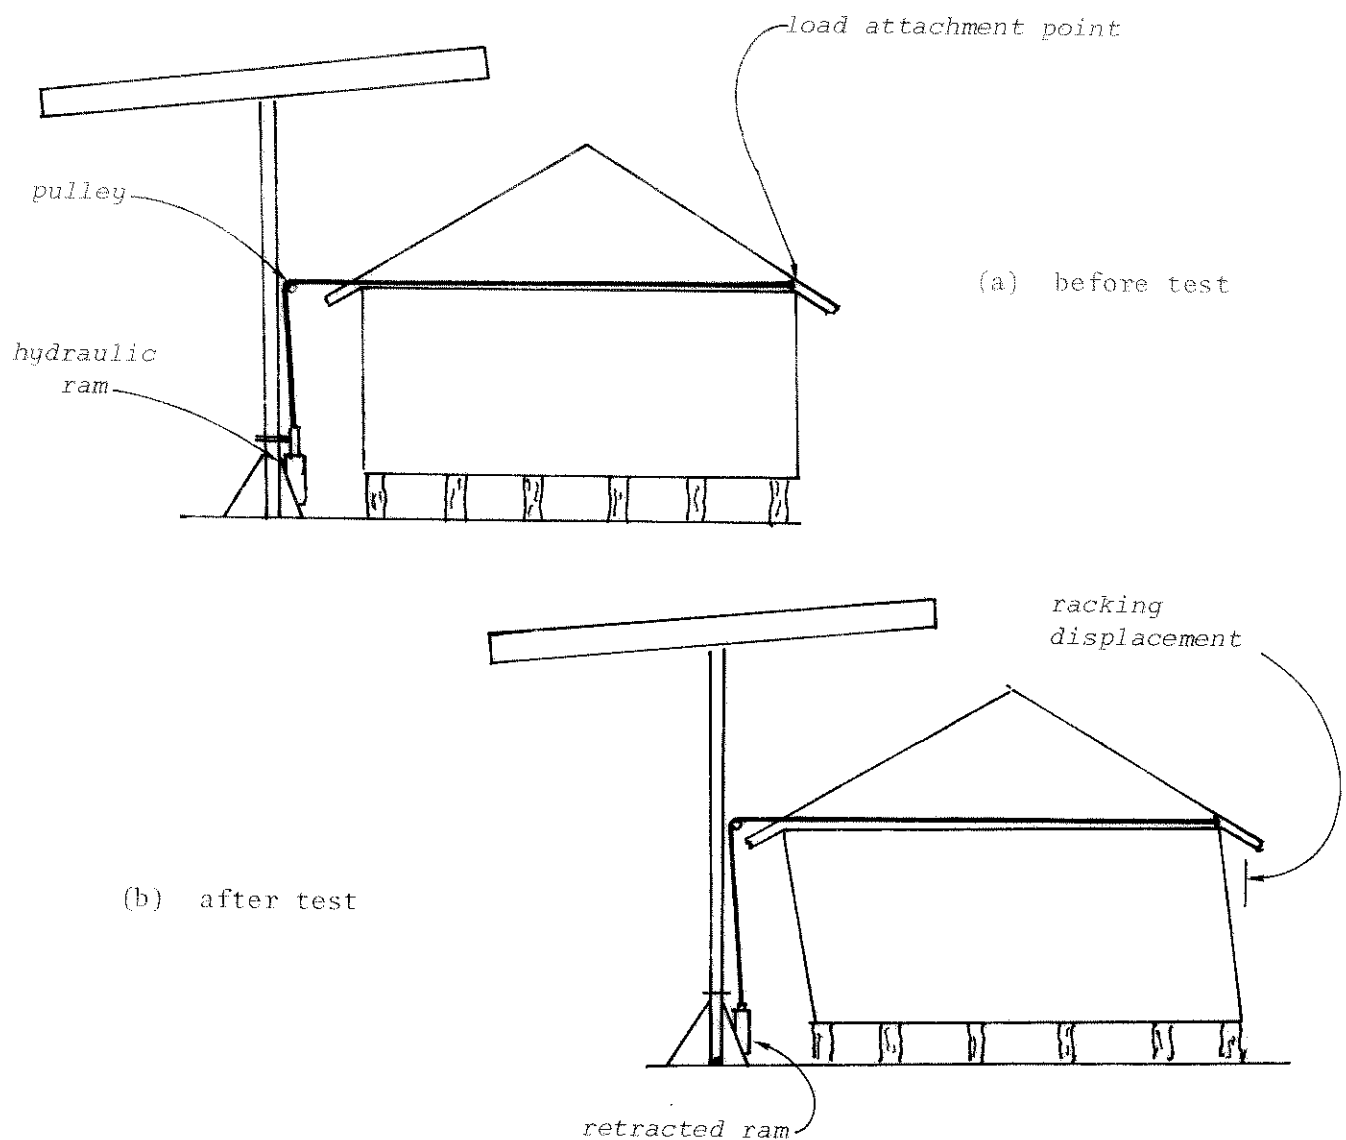 load attachment point
pulley
(a) before test
hydraulic
ram
racking
displacement
(b) after test
retracted ram